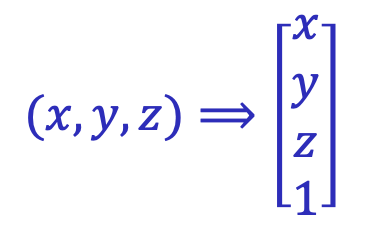 (x, y, z) ⇒ [x
y
z
1]